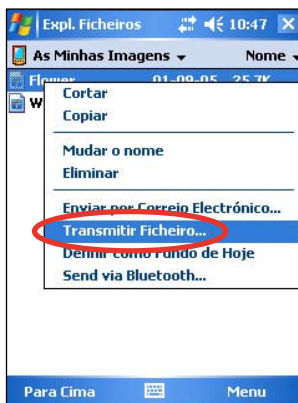 Expl. Ficheiros 10:47
As Minhas Imagens Nome
Flower 01-09-05 25,7K
W
Cortar
Copiar
Mudar o nome
Eliminar
Enviar por Correio Electrónico...
Transmitir Ficheiro...
Definir como Fundo de Hoje
Send via Bluetooth...
Para Cima Menu